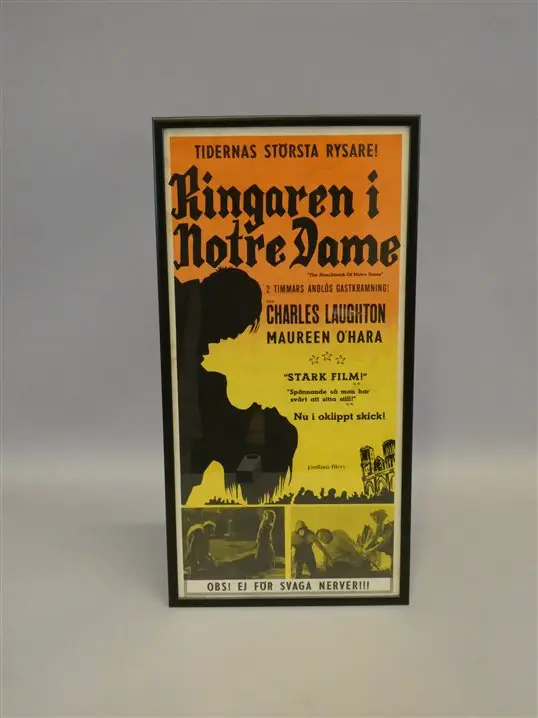 TIDERNAS STÖRSTA RYSARE!
Ringaren i
Notre Dame
"The Hunchback Of Notre Dame"
2 TIMMARS ANDLÖS GASTKRAMNING!
CHARLES LAUGHTON
MAUREEN O'HARA
"STARK FILM!"
"Spännande så man har
svårt att sitta still!"
Nu i oklippt skick!
OBS! EJ FÖR SVAGA NERVER!!!